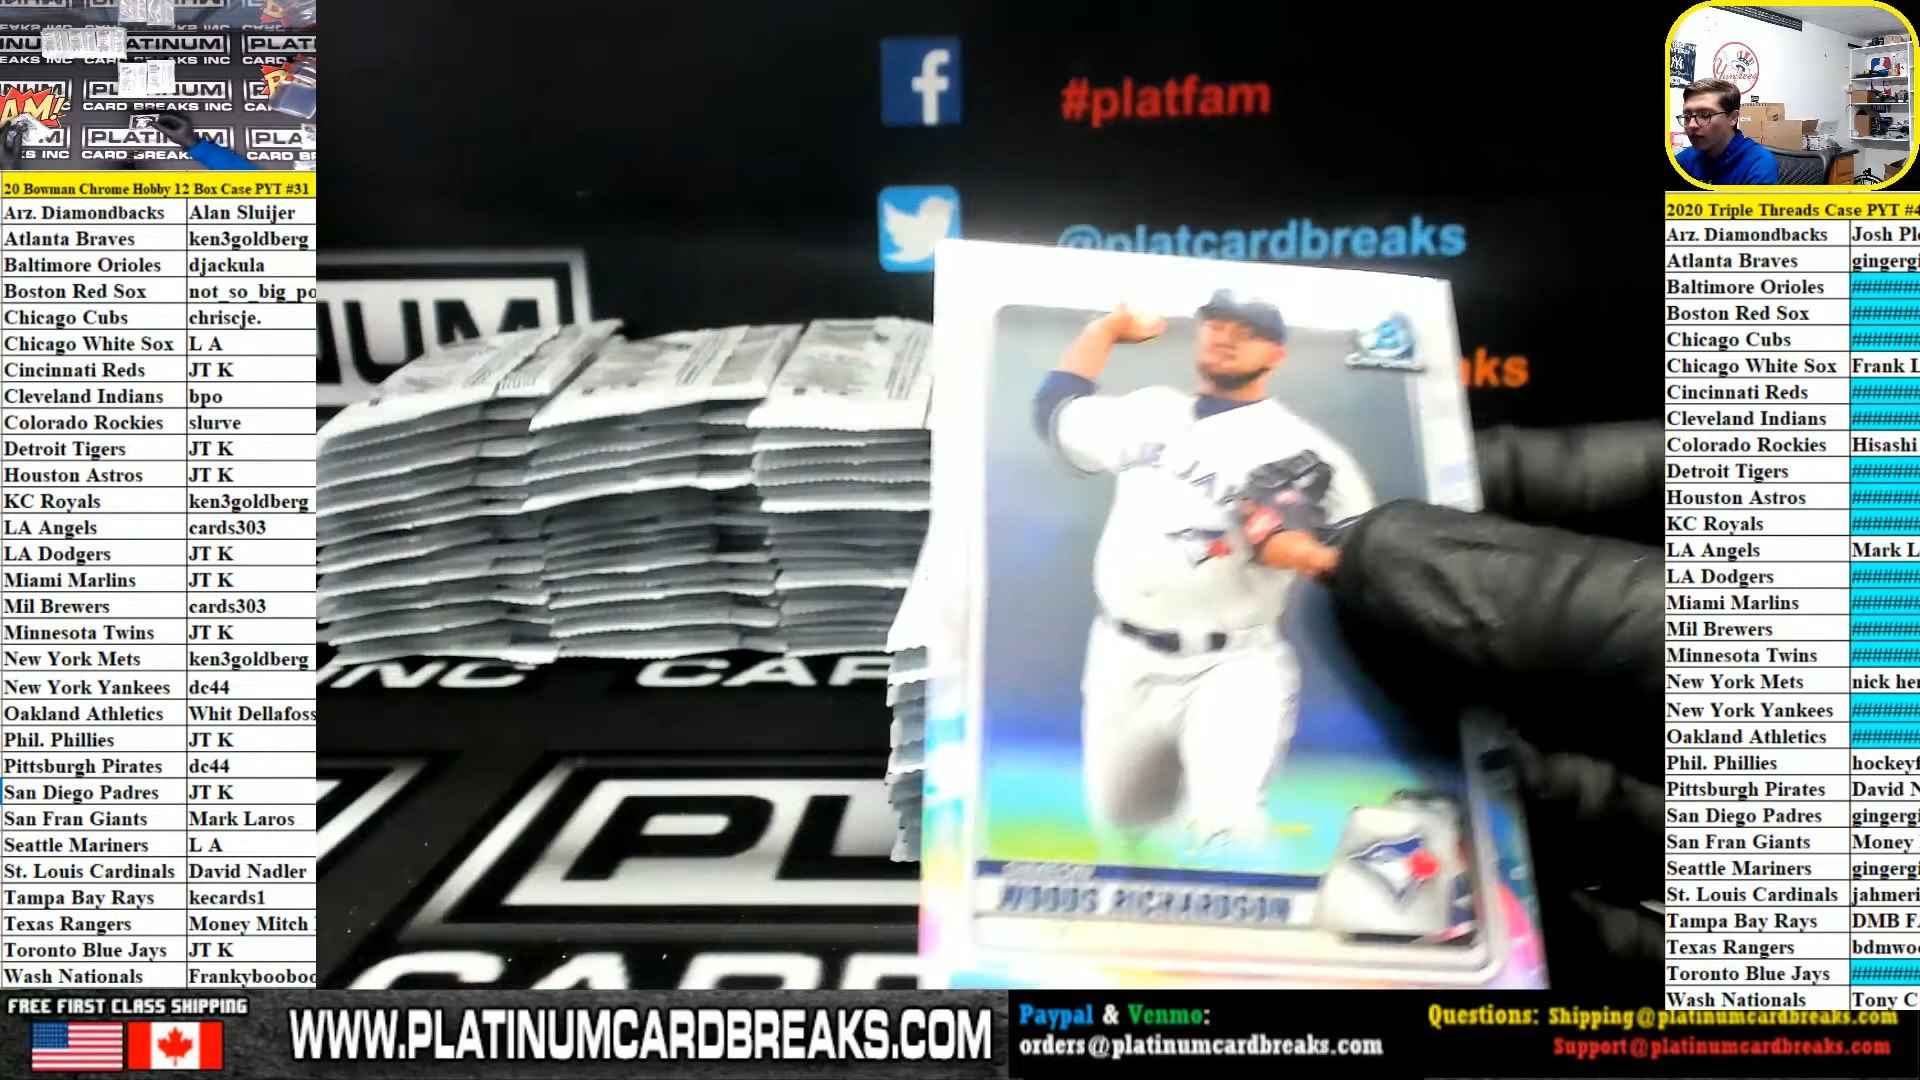 #platfam
@platcardbreaks
20 Bowman Chrome Hobby 12 Box Case PYT #31
Arz. Diamondbacks Alan Sluijer
Atlanta Braves ken3goldberg
Baltimore Orioles djackula
Boston Red Sox not_so_big_po
Chicago Cubs chriscje.
Chicago White Sox L A
Cincinnati Reds JT K
Cleveland Indians bpo
Colorado Rockies slurve
Detroit Tigers JT K
Houston Astros JT K
KC Royals ken3goldberg
LA Angels cards303
LA Dodgers JT K
Miami Marlins JT K
Mil Brewers cards303
Minnesota Twins JT K
New York Mets ken3goldberg
New York Yankees dc44
Oakland Athletics Whit Dellafoss
Phil. Phillies JT K
Pittsburgh Pirates dc44
San Diego Padres JT K
San Fran Giants Mark Laros
Seattle Mariners L A
St. Louis Cardinals David Nadler
Tampa Bay Rays kecards1
Texas Rangers Money Mitch
Toronto Blue Jays JT K
Wash Nationals Frankybooboo
WOODS RICHARDSON
2020 Triple Threads Case PYT #4
Arz. Diamondbacks Josh Ple
Atlanta Braves gingergi
Baltimore Orioles #######
Boston Red Sox #######
Chicago Cubs #######
Chicago White Sox Frank L
Cincinnati Reds #######
Cleveland Indians #######
Colorado Rockies Hisashi
Detroit Tigers #######
Houston Astros #######
KC Royals #######
LA Angels Mark L
LA Dodgers #######
Miami Marlins #######
Mil Brewers #######
Minnesota Twins #######
New York Mets nick her
New York Yankees #######
Oakland Athletics #######
Phil. Phillies hockeyf
Pittsburgh Pirates David N
San Diego Padres gingergi
San Fran Giants Money
Seattle Mariners gingergi
St. Louis Cardinals jahmeri
Tampa Bay Rays DMB F
Texas Rangers bdmwoo
Toronto Blue Jays #######
Wash Nationals Tony C
FREE FIRST CLASS SHIPPING
WWW.PLATINUMCARDBREAKS.COM
Paypal & Venmo:
orders@platinumcardbreaks.com
Questions: Shipping@platinumcardbreaks.com
Support@platinumcardbreaks.com